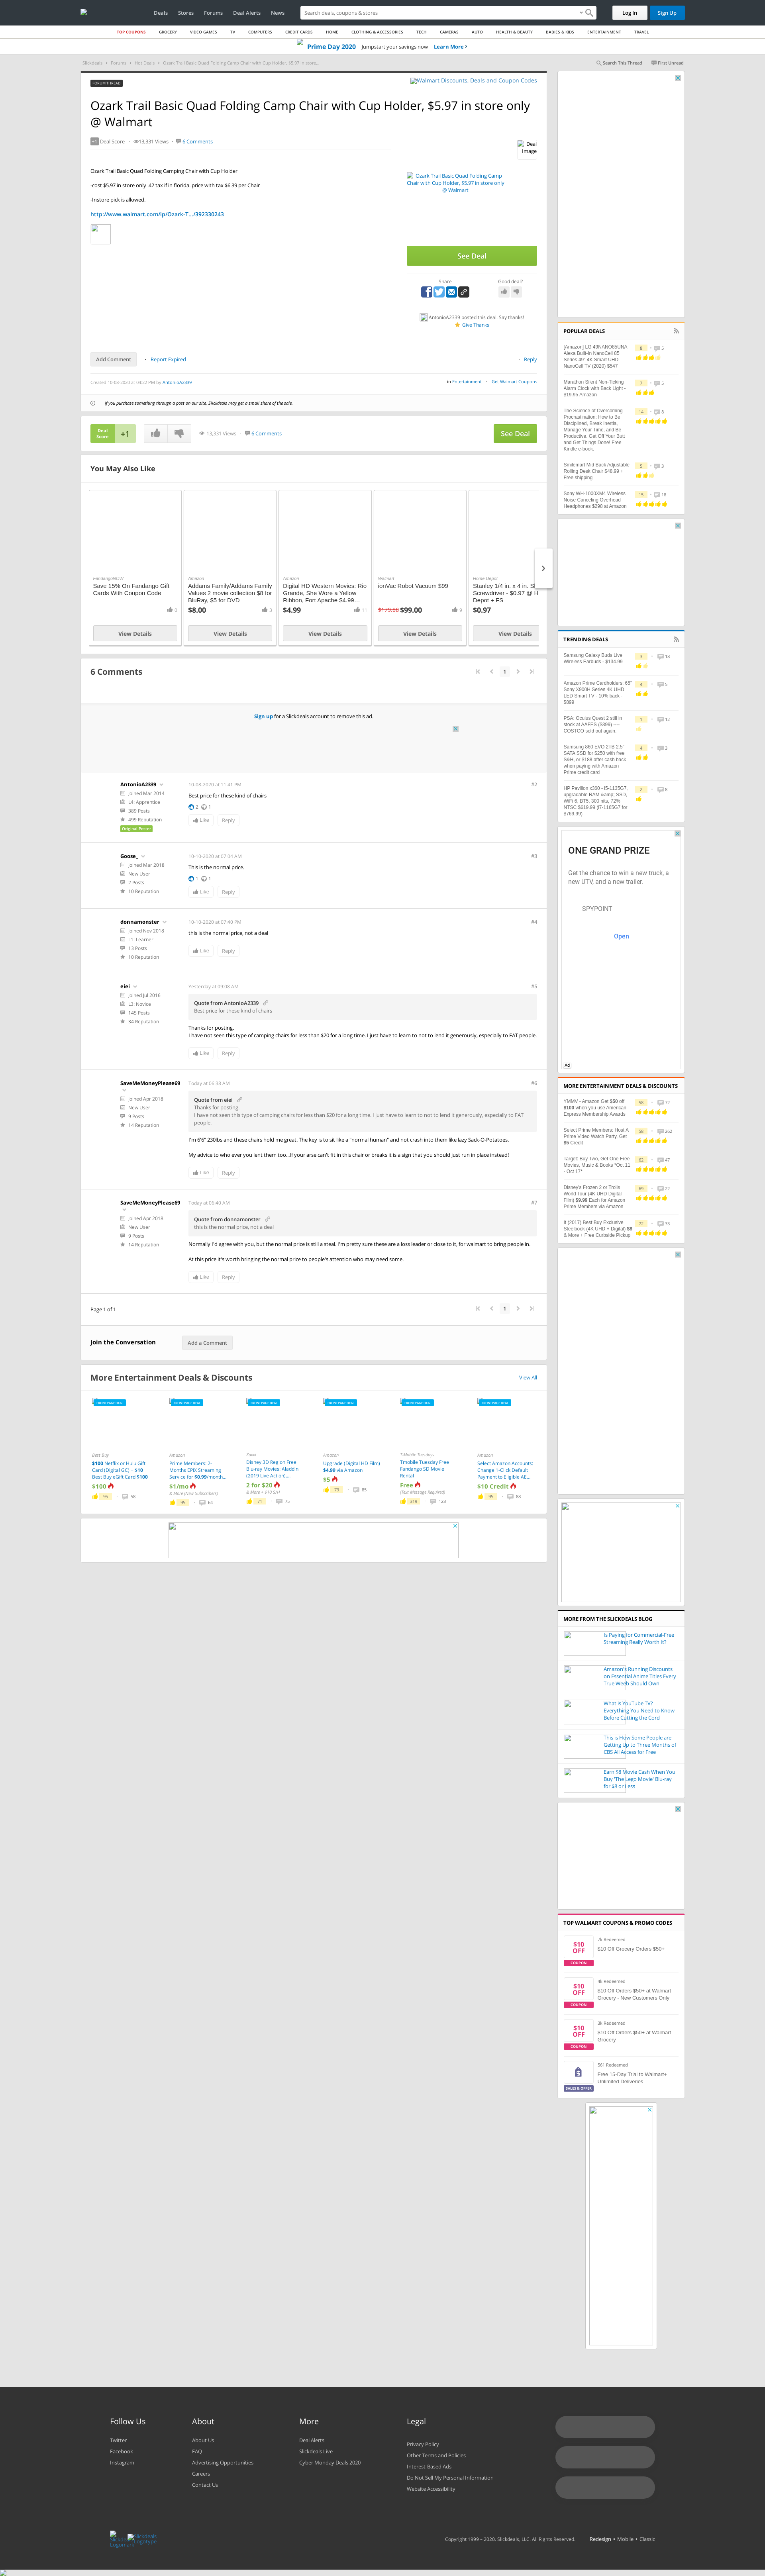 Deals Stores Forums Deal Alerts News Search deals, coupons & stores Log In Sign Up
TOP COUPONS GROCERY VIDEO GAMES TV COMPUTERS CREDIT CARDS HOME CLOTHING & ACCESSORIES TECH CAMERAS AUTO HEALTH & BEAUTY BABIES & KIDS ENTERTAINMENT TRAVEL
Prime Day 2020 Jumpstart your savings now Learn More
Slickdeals Forums Hot Deals Ozark Trail Basic Quad Folding Camp Chair with Cup Holder, $5.97 in store...
Search This Thread First Unread
FORUM THREAD
Walmart Discounts, Deals and Coupon Codes
Ozark Trail Basic Quad Folding Camp Chair with Cup Holder, $5.97 in store only
@ Walmart
+1 Deal Score 13,331 Views 6 Comments
Deal
Image
Ozark Trail Basic Quad Folding Camping Chair with Cup Holder
-cost $5.97 in store only .42 tax if in florida. price with tax $6.39 per Chair
-Instore pick is allowed.
http://www.walmart.com/ip/Ozark-T.../392330243
Ozark Trail Basic Quad Folding Camp
Chair with Cup Holder, $5.97 in store only
@ Walmart
See Deal
Share Good deal?
AntonioA2339 posted this deal. Say thanks!
Give Thanks
Add Comment Report Expired Reply
Created 10-08-2020 at 04:22 PM by AntonioA2339
in Entertainment Get Walmart Coupons
If you purchase something through a post on our site, Slickdeals may get a small share of the sale.
Deal
Score
+1
13,331 Views 6 Comments
See Deal
You May Also Like
FandangoNOW
Save 15% On Fandango Gift
Cards With Coupon Code
2
View Details
Amazon
Addams Family/Addams Family
Values 2 movie collection $8 for
BluRay, $5 for DVD
$8.00
3
View Details
Amazon
Digital HD Western Movies: Rio
Grande, She Wore a Yellow
Ribbon, Fort Apache $4.99...
$4.99
11
View Details
Walmart
ionVac Robot Vacuum $99
$179.88 $99.00
5
View Details
Home Depot
Stanley 1/4 in. x 4 in. S
Screwdriver - $0.97 @ H
Depot + FS
$0.97
View Details
6 Comments
1
Sign up for a Slickdeals account to remove this ad.
AntonioA2339
Joined Mar 2014
L4: Apprentice
389 Posts
499 Reputation
Original Poster
10-08-2020 at 11:41 PM
#2
Best price for these kind of chairs
2 1
Like Reply
Goose_
Joined Mar 2018
New User
2 Posts
10 Reputation
10-10-2020 at 07:04 AM
#3
This is the normal price.
1 1
Like Reply
donnamonster
Joined Nov 2018
L1: Learner
13 Posts
10 Reputation
10-10-2020 at 07:40 PM
#4
this is the normal price, not a deal
Like Reply
eiei
Joined Jul 2016
L3: Novice
145 Posts
34 Reputation
Yesterday at 09:08 AM
#5
Quote from AntonioA2339
Best price for these kind of chairs
Thanks for posting.
I have not seen this type of camping chairs for less than $20 for a long time. I just have to learn to not to lend it generously, especially to FAT people.
Like Reply
SaveMeMoneyPlease69
Joined Apr 2018
New User
9 Posts
14 Reputation
Today at 06:38 AM
#6
Quote from eiei
Thanks for posting.
I have not seen this type of camping chairs for less than $20 for a long time. I just have to learn to not to lend it generously, especially to FAT
people.
I'm 6'6" 230lbs and these chairs hold me great. The key is to sit like a "normal human" and not crash into them like lazy Sack-O-Potatoes.
My advice to who ever you lent them too...If your arse can't fit in this chair or breaks it is a sign that you should just run in place instead!
Like Reply
SaveMeMoneyPlease69
Joined Apr 2018
New User
9 Posts
14 Reputation
Today at 06:40 AM
#7
Quote from donnamonster
this is the normal price, not a deal
Normally I'd agree with you, but the normal price is still a steal. I'm pretty sure these are a loss leader or close to it, for walmart to bring people in.
At this price it's worth bringing the normal price to people's attention who may need some.
Like Reply
Page 1 of 1
1
Join the Conversation Add a Comment
More Entertainment Deals & Discounts View All
FRONTPAGE DEAL
Best Buy
$100 Netflix or Hulu Gift
Card (Digital GC) + $10
Best Buy eGift Card $100
$100
95 58
FRONTPAGE DEAL
Amazon
Prime Members: 2-
Months EPIX Streaming
Service for $0.99/month...
$1/mo
& More (New Subscribers)
95 64
FRONTPAGE DEAL
Zavvi
Disney 3D Region Free
Blu-ray Movies: Aladdin
(2019 Live Action),...
2 for $20
& More + $10 S/H
71 75
FRONTPAGE DEAL
Amazon
Upgrade (Digital HD Film)
$4.99 via Amazon
$5
79 85
FRONTPAGE DEAL
T-Mobile Tuesdays
Tmobile Tuesday Free
Fandango SD Movie
Rental
Free
(Text Message Required)
319 123
FRONTPAGE DEAL
Amazon
Select Amazon Accounts:
Change 1-Click Default
Payment to Eligible AE...
$10 Credit
95 88
POPULAR DEALS
[Amazon] LG 49NANO85UNA
Alexa Built-In NanoCell 85
Series 49" 4K Smart UHD
NanoCell TV (2020) $547
8 5
Marathon Silent Non-Ticking
Alarm Clock with Back Light -
$19.95 Amazon
7 5
The Science of Overcoming
Procrastination: How to Be
Disciplined, Break Inertia,
Manage Your Time, and Be
Productive. Get Off Your Butt
and Get Things Done! Free
Kindle e-book.
14 8
Smilemart Mid Back Adjustable
Rolling Desk Chair $48.99 +
Free shipping
5 3
Sony WH-1000XM4 Wireless
Noise Canceling Overhead
Headphones $298 at Amazon
15 18
TRENDING DEALS
Samsung Galaxy Buds Live
Wireless Earbuds - $134.99
3 16
Amazon Prime Cardholders: 65"
Sony X900H Series 4K UHD
LED Smart TV - 10% back -
$899
4 5
PSA: Oculus Quest 2 still in
stock at AAFES ($399) ----
COSTCO sold out again.
1 12
Samsung 860 EVO 2TB 2.5"
SATA SSD for $250 with free
S&H, or $188 after cash back
when paying with Amazon
Prime credit card
4 3
HP Pavilion x360 - i5-1135G7,
upgradable RAM &amp; SSD,
WiFi 6, BT5, 300 nits, 72%
NTSC $619.99 (i7-1165G7 for
$769.99)
2 8
ONE GRAND PRIZE
Get the chance to win a new truck, a
new UTV, and a new trailer.
SPYPOINT
Open
Ad
MORE ENTERTAINMENT DEALS & DISCOUNTS
YMMV - Amazon Get $50 off
$100 when you use American
Express Membership Awards
58 12
Select Prime Members: Host A
Prime Video Watch Party, Get
$5 Credit
58 262
Target: Buy Two, Get One Free
Movies, Music & Books *Oct 11
- Oct 17*
62 47
Disney's Frozen 2 or Trolls
World Tour (4K UHD Digital
Film) $9.99 Each for Amazon
Prime Members via Amazon
69 22
It (2017) Best Buy Exclusive
Steelbook (4K UHD + Digital) $8
& More + Free Curbside Pickup
72 33
MORE FROM THE SLICKDEALS BLOG
Is Paying for Commercial-Free
Streaming Really Worth It?
Amazon's Running Discounts
on Essential Anime Titles Every
True Weeb Should Own
What is YouTube TV?
Everything You Need to Know
Before Cutting the Cord
This is How Some People are
Getting Up to Three Months of
CBS All Access for Free
Earn $8 Movie Cash When You
Buy 'The Lego Movie' Blu-ray
for $8 or Less
TOP WALMART COUPONS & PROMO CODES
$10
OFF
COUPON
7k Redeemed
$10 Off Grocery Orders $50+
$10
OFF
COUPON
4k Redeemed
$10 Off Orders $50+ at Walmart
Grocery - New Customers Only
$10
OFF
COUPON
3k Redeemed
$10 Off Orders $50+ at Walmart
Grocery
SALES & OFFER
561 Redeemed
Free 15-Day Trial to Walmart+
Unlimited Deliveries
Follow Us
Twitter
Facebook
Instagram
About
About Us
FAQ
Advertising Opportunities
Careers
Contact Us
More
Deal Alerts
Slickdeals Live
Cyber Monday Deals 2020
Legal
Privacy Policy
Other Terms and Policies
Interest-Based Ads
Do Not Sell My Personal Information
Website Accessibility
Copyright 1999 - 2020. Slickdeals, LLC. All Rights Reserved. Redesign • Mobile • Classic